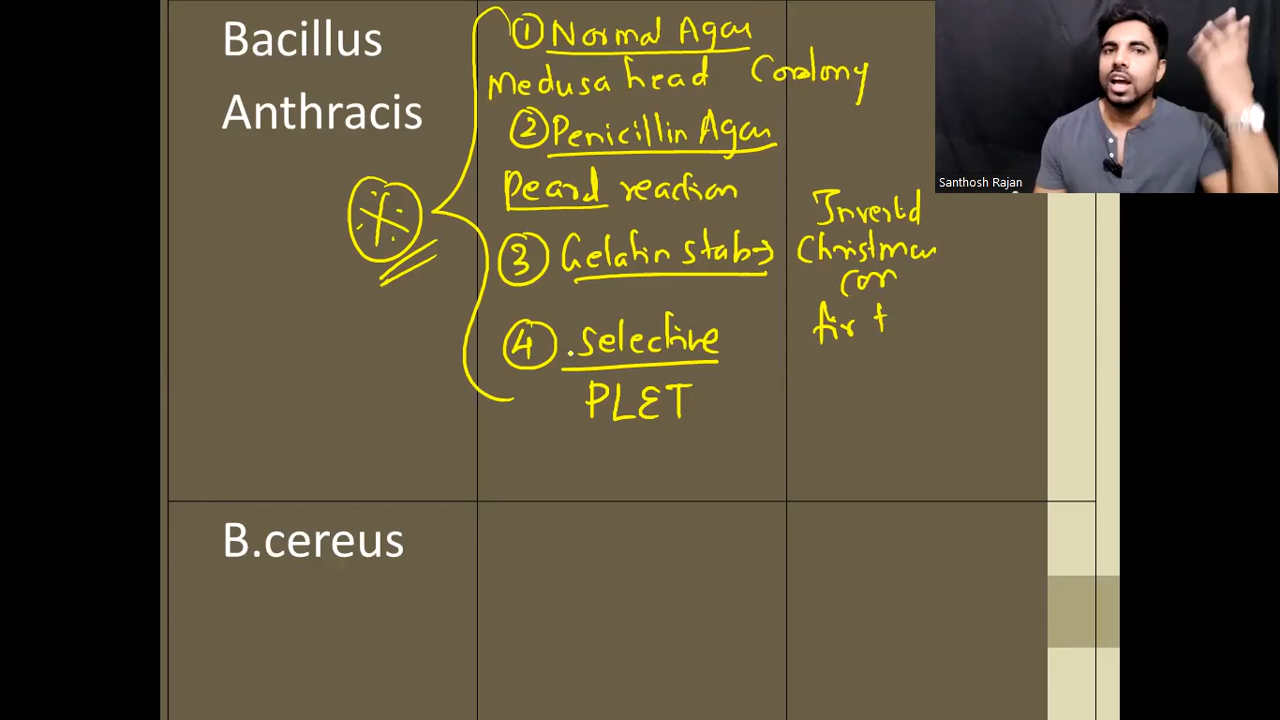 Bacillus
Anthracis
① Normal Agar
Medusa head Coolony
② Penicillin Agar
Pearl reaction
③ Gelatin stab →
Inverted
Christmas
(or
fir t
④ . Selective
PLET
B.cereus
Santhosh Rajan